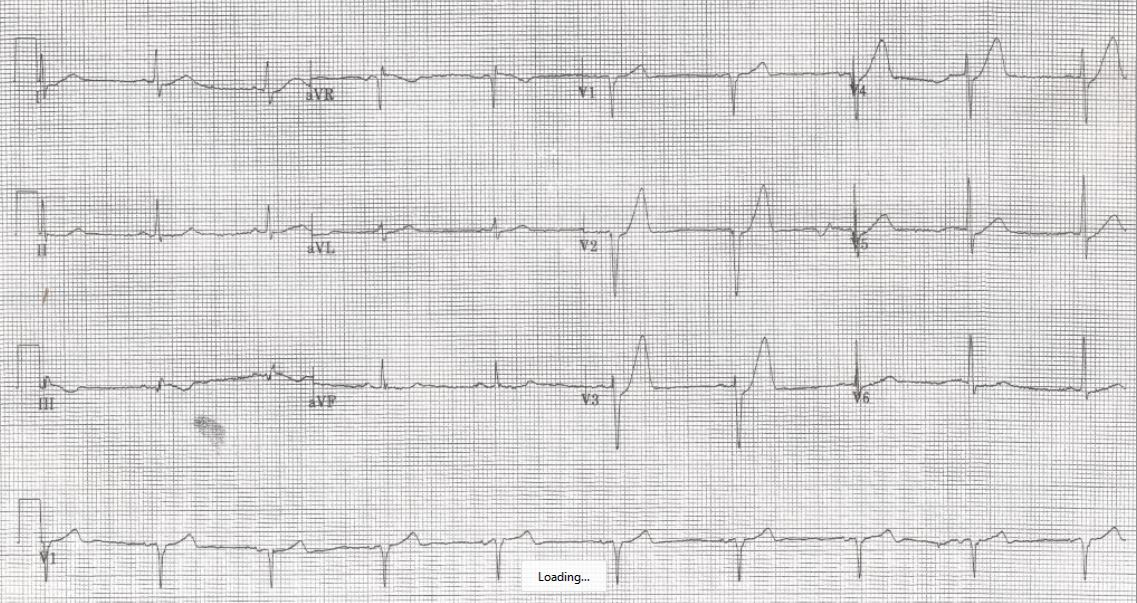 I aVR V1 V4
II aVL V2 V5
III aVF V3 V6
V1
Loading...